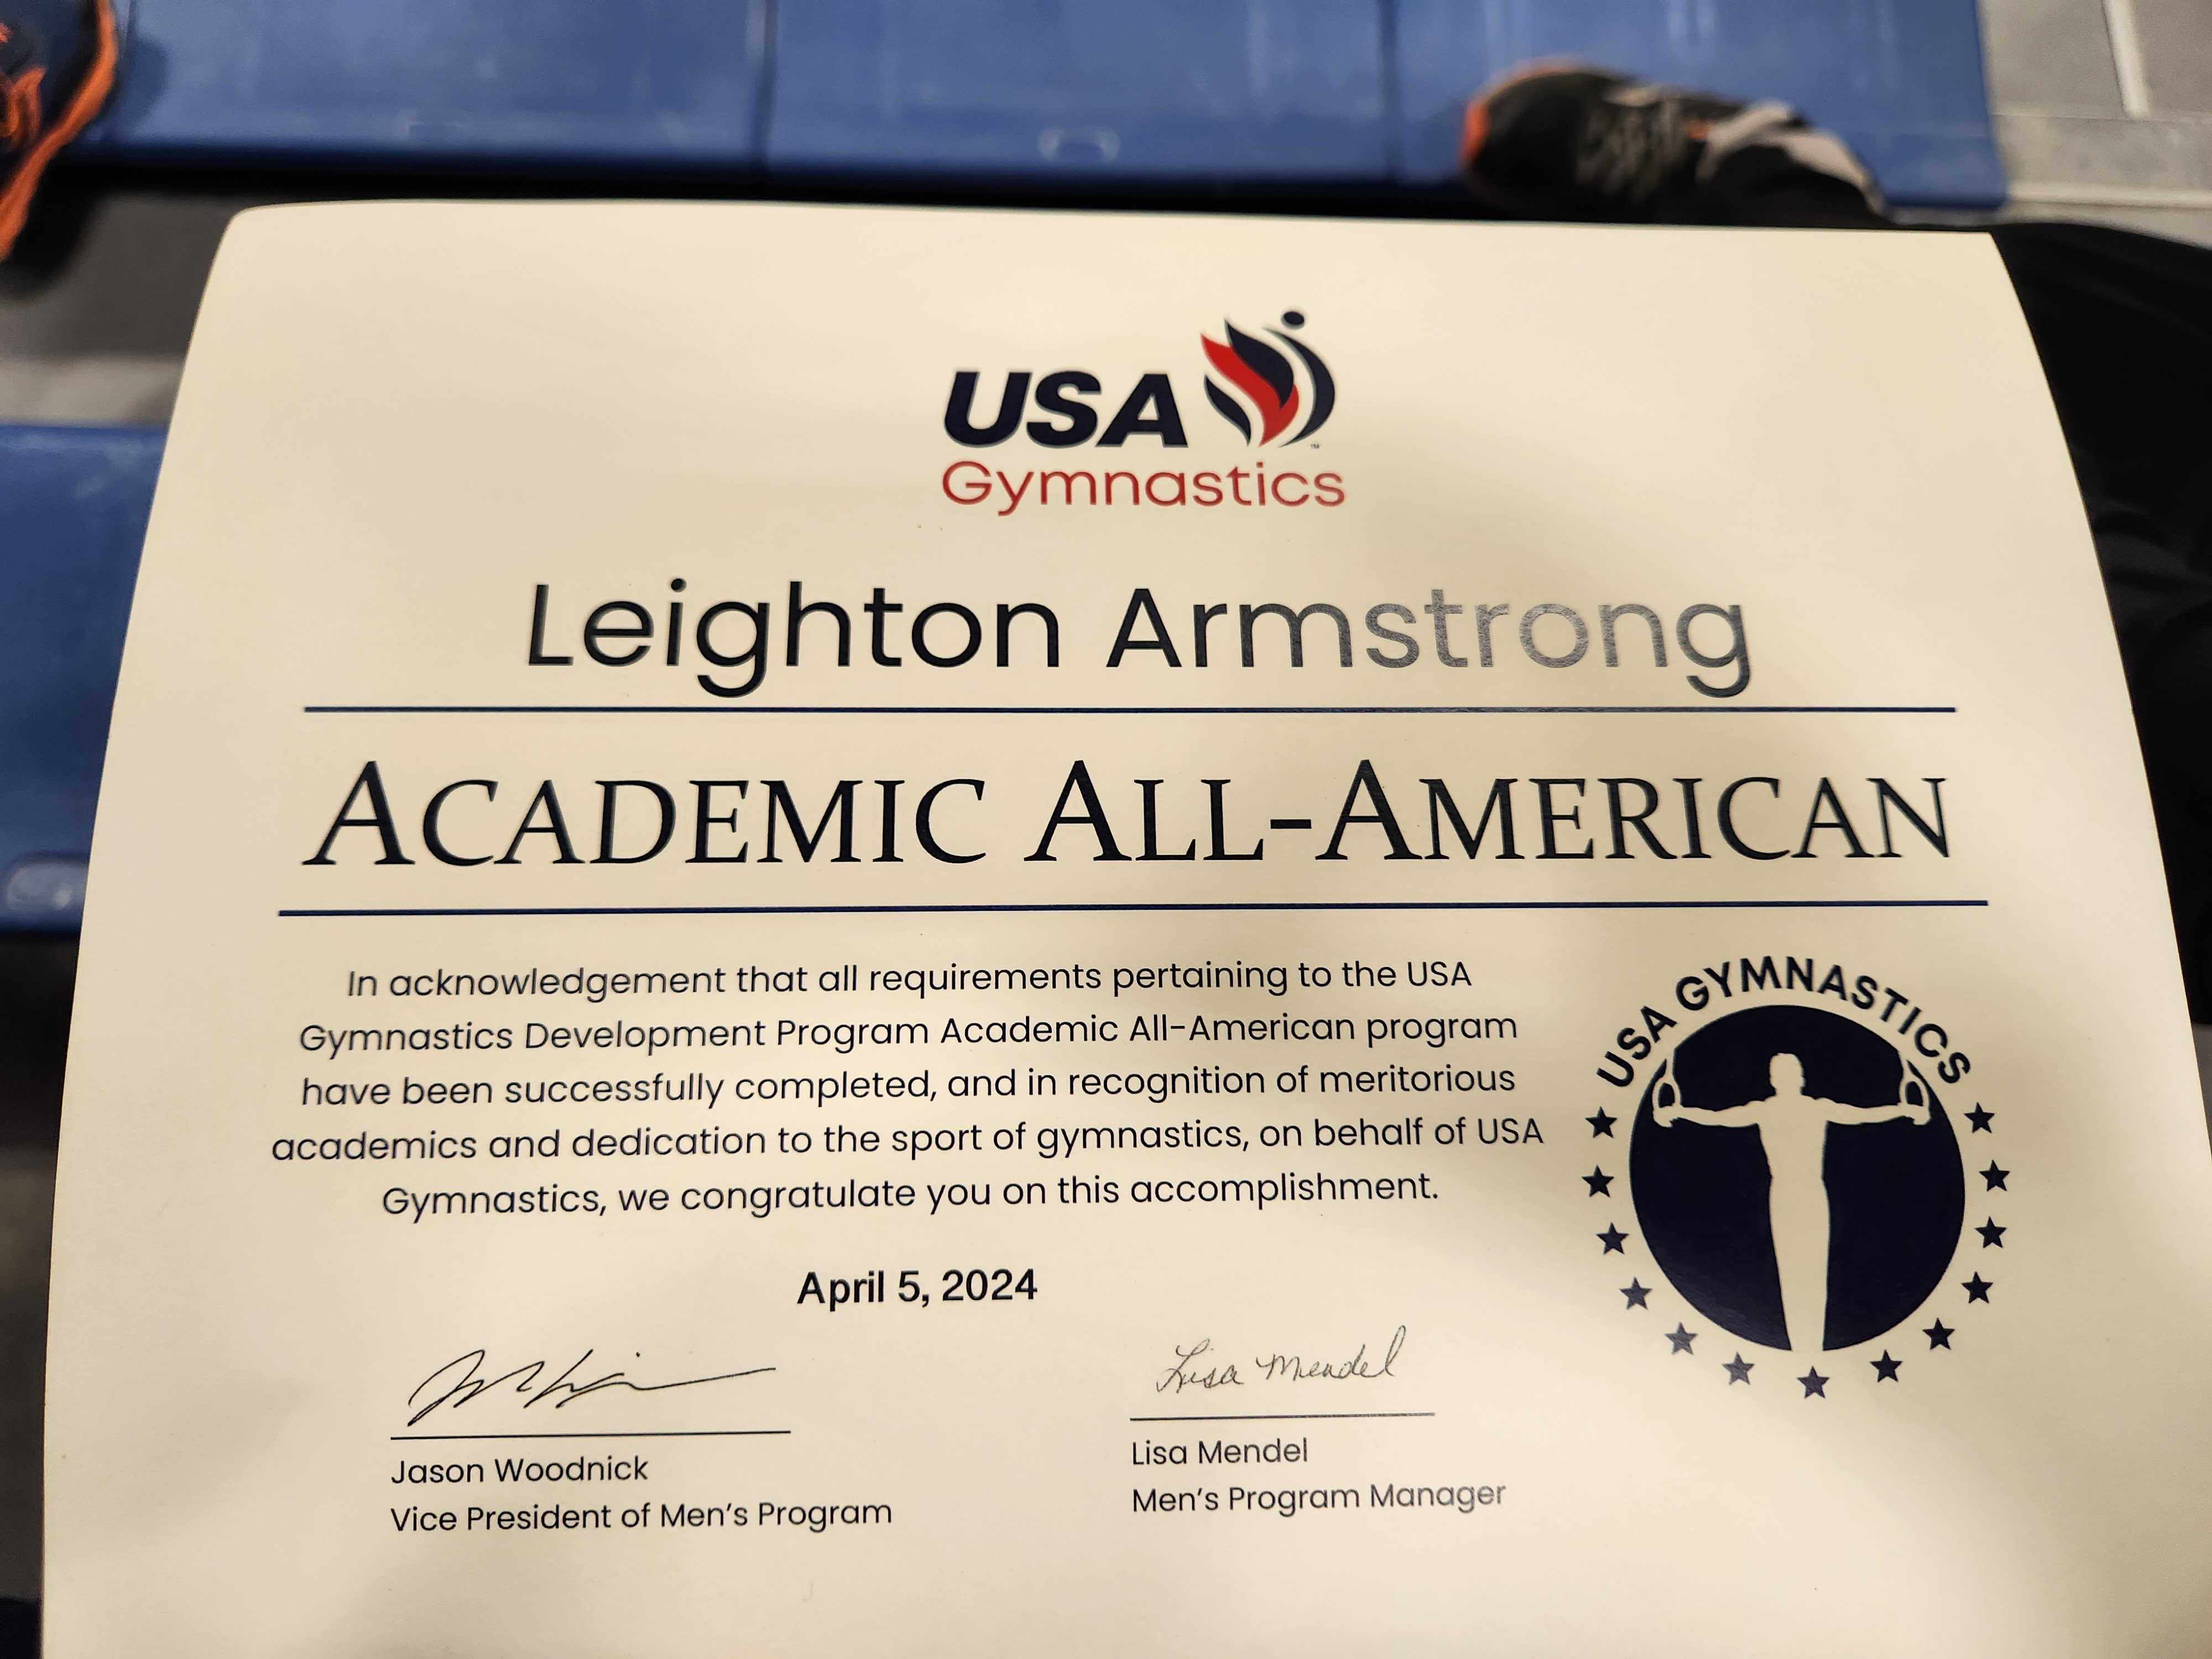 USA
Gymnastics
Leighton Armstrong
ACADEMIC ALL-AMERICAN
In acknowledgement that all requirements pertaining to the USA
Gymnastics Development Program Academic All-American program
have been successfully completed, and in recognition of meritorious
academics and dedication to the sport of gymnastics, on behalf of USA
Gymnastics, we congratulate you on this accomplishment.
USA GYMNASTICS
April 5, 2024
Lisa Mendel
Jason Woodnick
Vice President of Men's Program
Lisa Mendel
Men's Program Manager